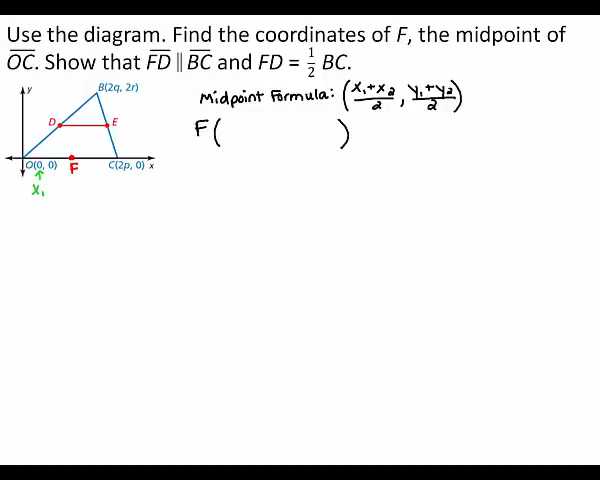 Use the diagram. Find the coordinates of F, the midpoint of
OC. Show that FD ∥ BC and FD = 1/2 BC.
y
B(2q, 2r)
Midpoint Formula: (x₁+x₂/2, y₁+y₂/2)
D
E
F( )
O(0, 0)
F
C(2p, 0)
x
x₁